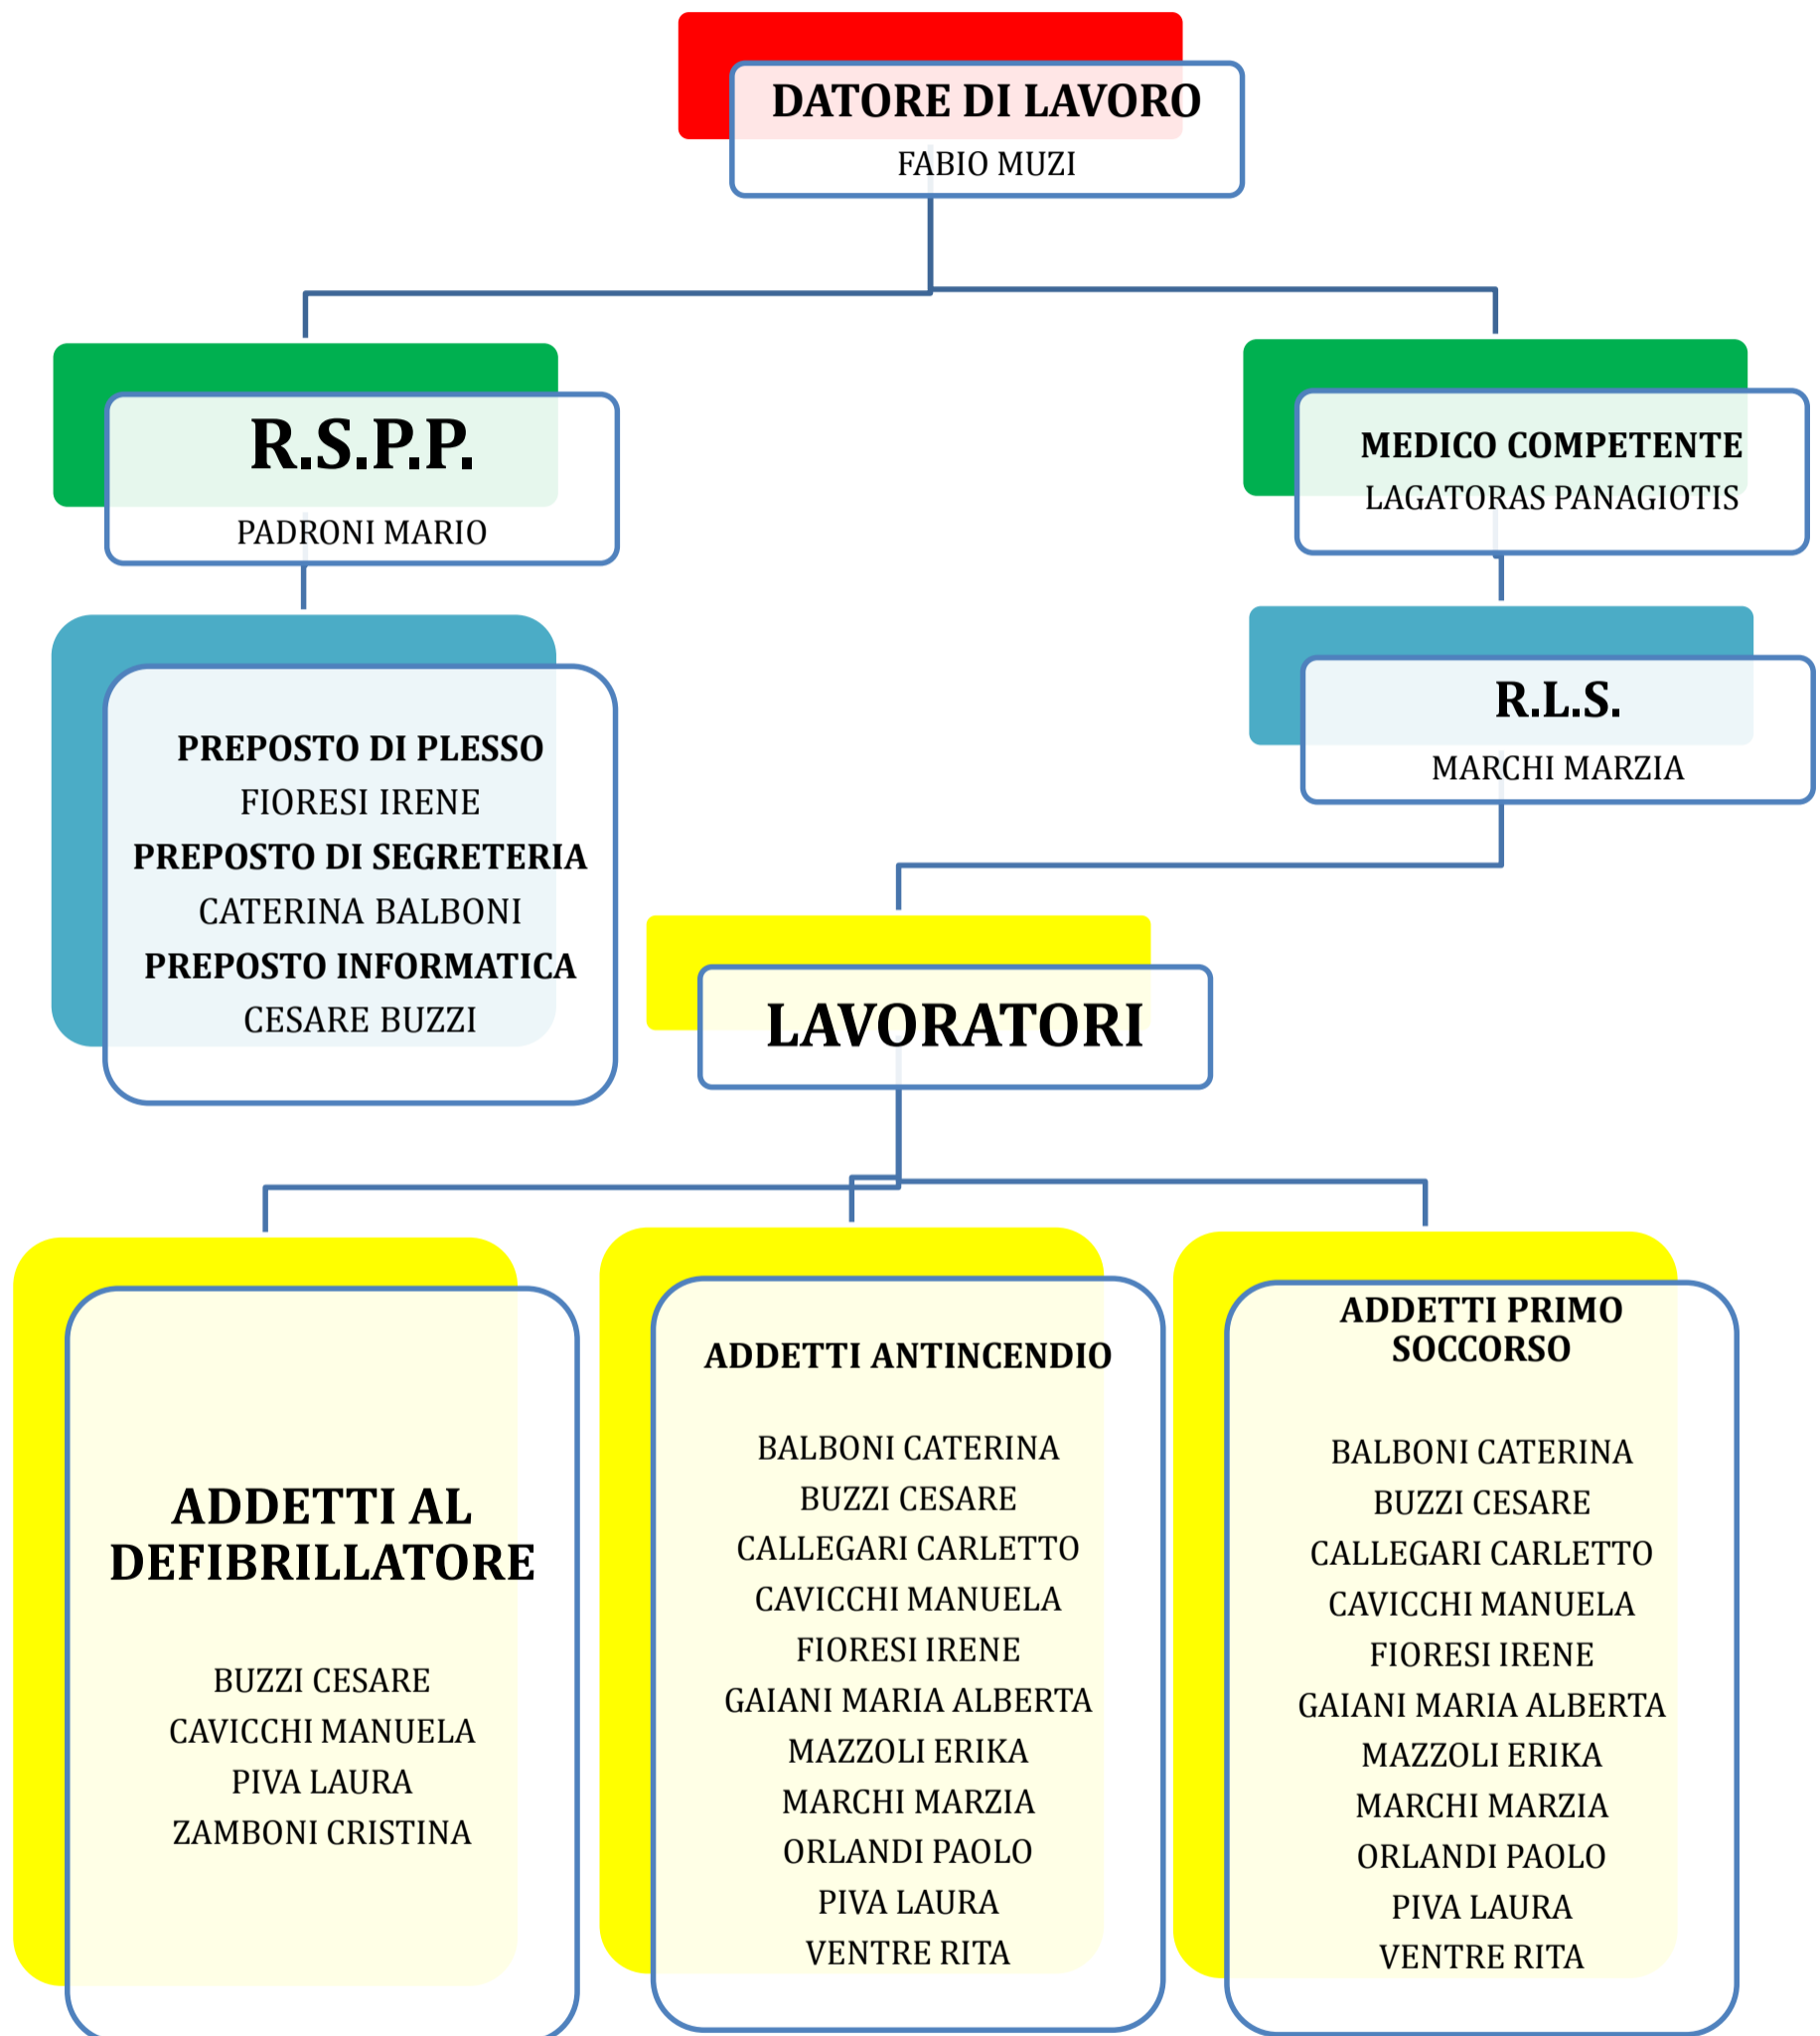 DATORE DI LAVORO
FABIO MUZI
R.S.P.P.
PADRONI MARIO
MEDICO COMPETENTE
LAGATORAS PANAGIOTIS
PREPOSTO DI PLESSO
FIORESI IRENE
PREPOSTO DI SEGRETERIA
CATERINA BALBONI
PREPOSTO INFORMATICA
CESARE BUZZI
R.L.S.
MARCHI MARZIA
LAVORATORI
ADDETTI AL
DEFIBRILLATORE
BUZZI CESARE
CAVICCHI MANUELA
PIVA LAURA
ZAMBONI CRISTINA
ADDETTI ANTINCENDIO
BALBONI CATERINA
BUZZI CESARE
CALLEGARI CARLETTO
CAVICCHI MANUELA
FIORESI IRENE
GAIANI MARIA ALBERTA
MAZZOLI ERIKA
MARCHI MARZIA
ORLANDI PAOLO
PIVA LAURA
VENTRE RITA
ADDETTI PRIMO
SOCCORSO
BALBONI CATERINA
BUZZI CESARE
CALLEGARI CARLETTO
CAVICCHI MANUELA
FIORESI IRENE
GAIANI MARIA ALBERTA
MAZZOLI ERIKA
MARCHI MARZIA
ORLANDI PAOLO
PIVA LAURA
VENTRE RITA